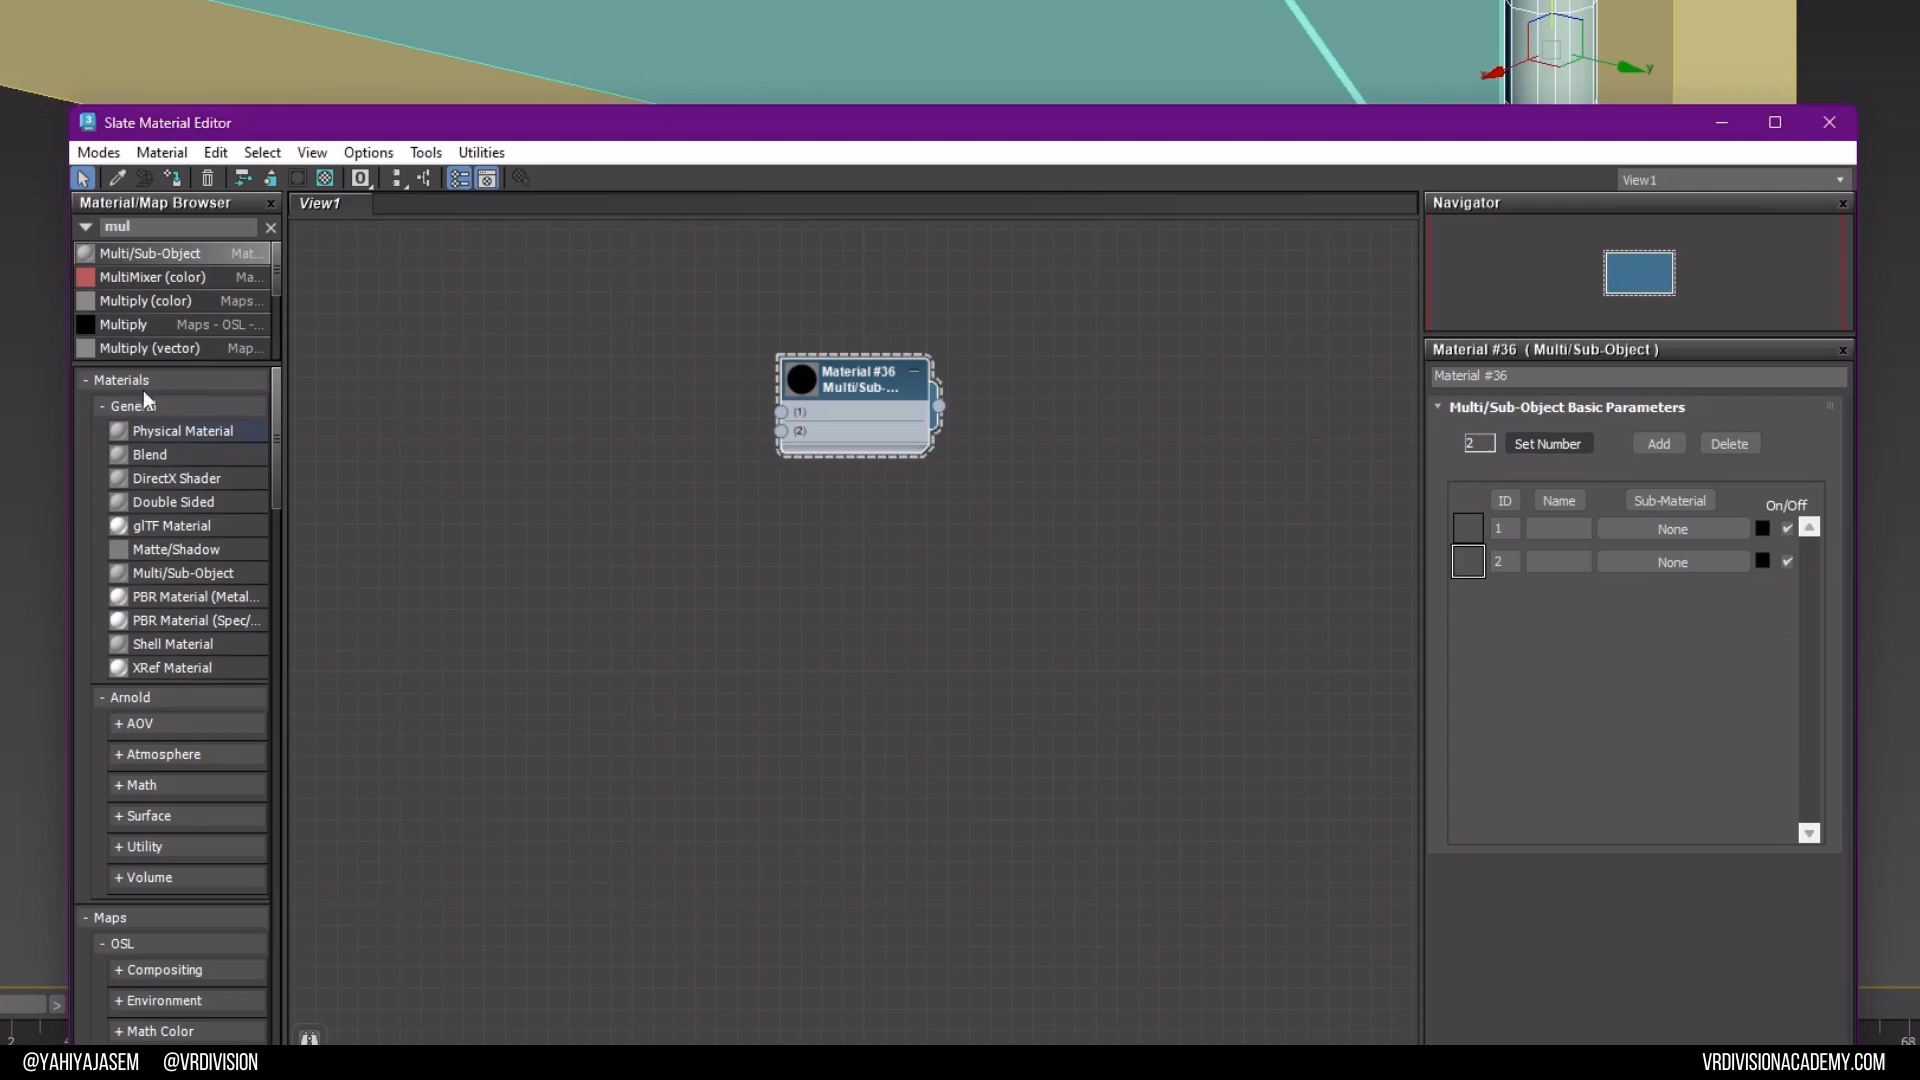 x
y
3
Slate Material Editor
Modes Material Edit Select View Options Tools Utilities
0
View1
Material/Map Browser x
View1
Navigator x
mul
Multi/Sub-Object Mat...
MultiMixer (color) Ma...
Multiply (color) Maps...
Multiply Maps - OSL -...
Multiply (vector) Map...
- Materials
- General
Physical Material
Blend
DirectX Shader
Double Sided
glTF Material
Matte/Shadow
Multi/Sub-Object
PBR Material (Metal...
PBR Material (Spec/...
Shell Material
XRef Material
- Arnold
+ AOV
+ Atmosphere
+ Math
+ Surface
+ Utility
+ Volume
- Maps
- OSL
+ Compositing
+ Environment
+ Math Color
Material #36
Multi/Sub-...
(1)
(2)
Material #36 ( Multi/Sub-Object ) x
Material #36
Multi/Sub-Object Basic Parameters
2 Set Number Add Delete
ID Name Sub-Material On/Off
1 None
2 None
>
2
68
@YAHIYAJASEM @VRDIVISION
VRDIVISIONACADEMY.COM